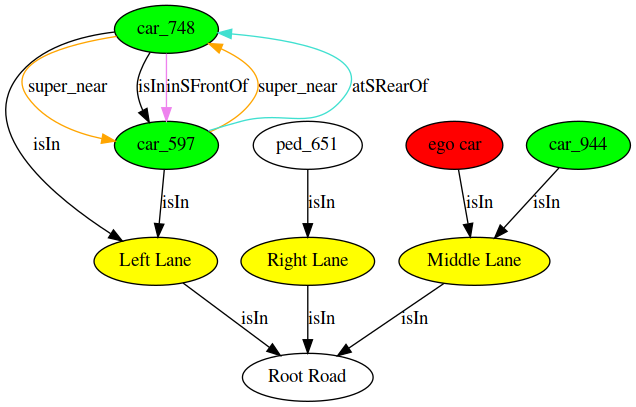 car_748
super_near
isIn
inSFrontOf
super_near
atSRearOf
isIn
car_597
ped_651
ego car
car_944
isIn
isIn
isIn
isIn
Left Lane
Right Lane
Middle Lane
isIn
isIn
isIn
Root Road